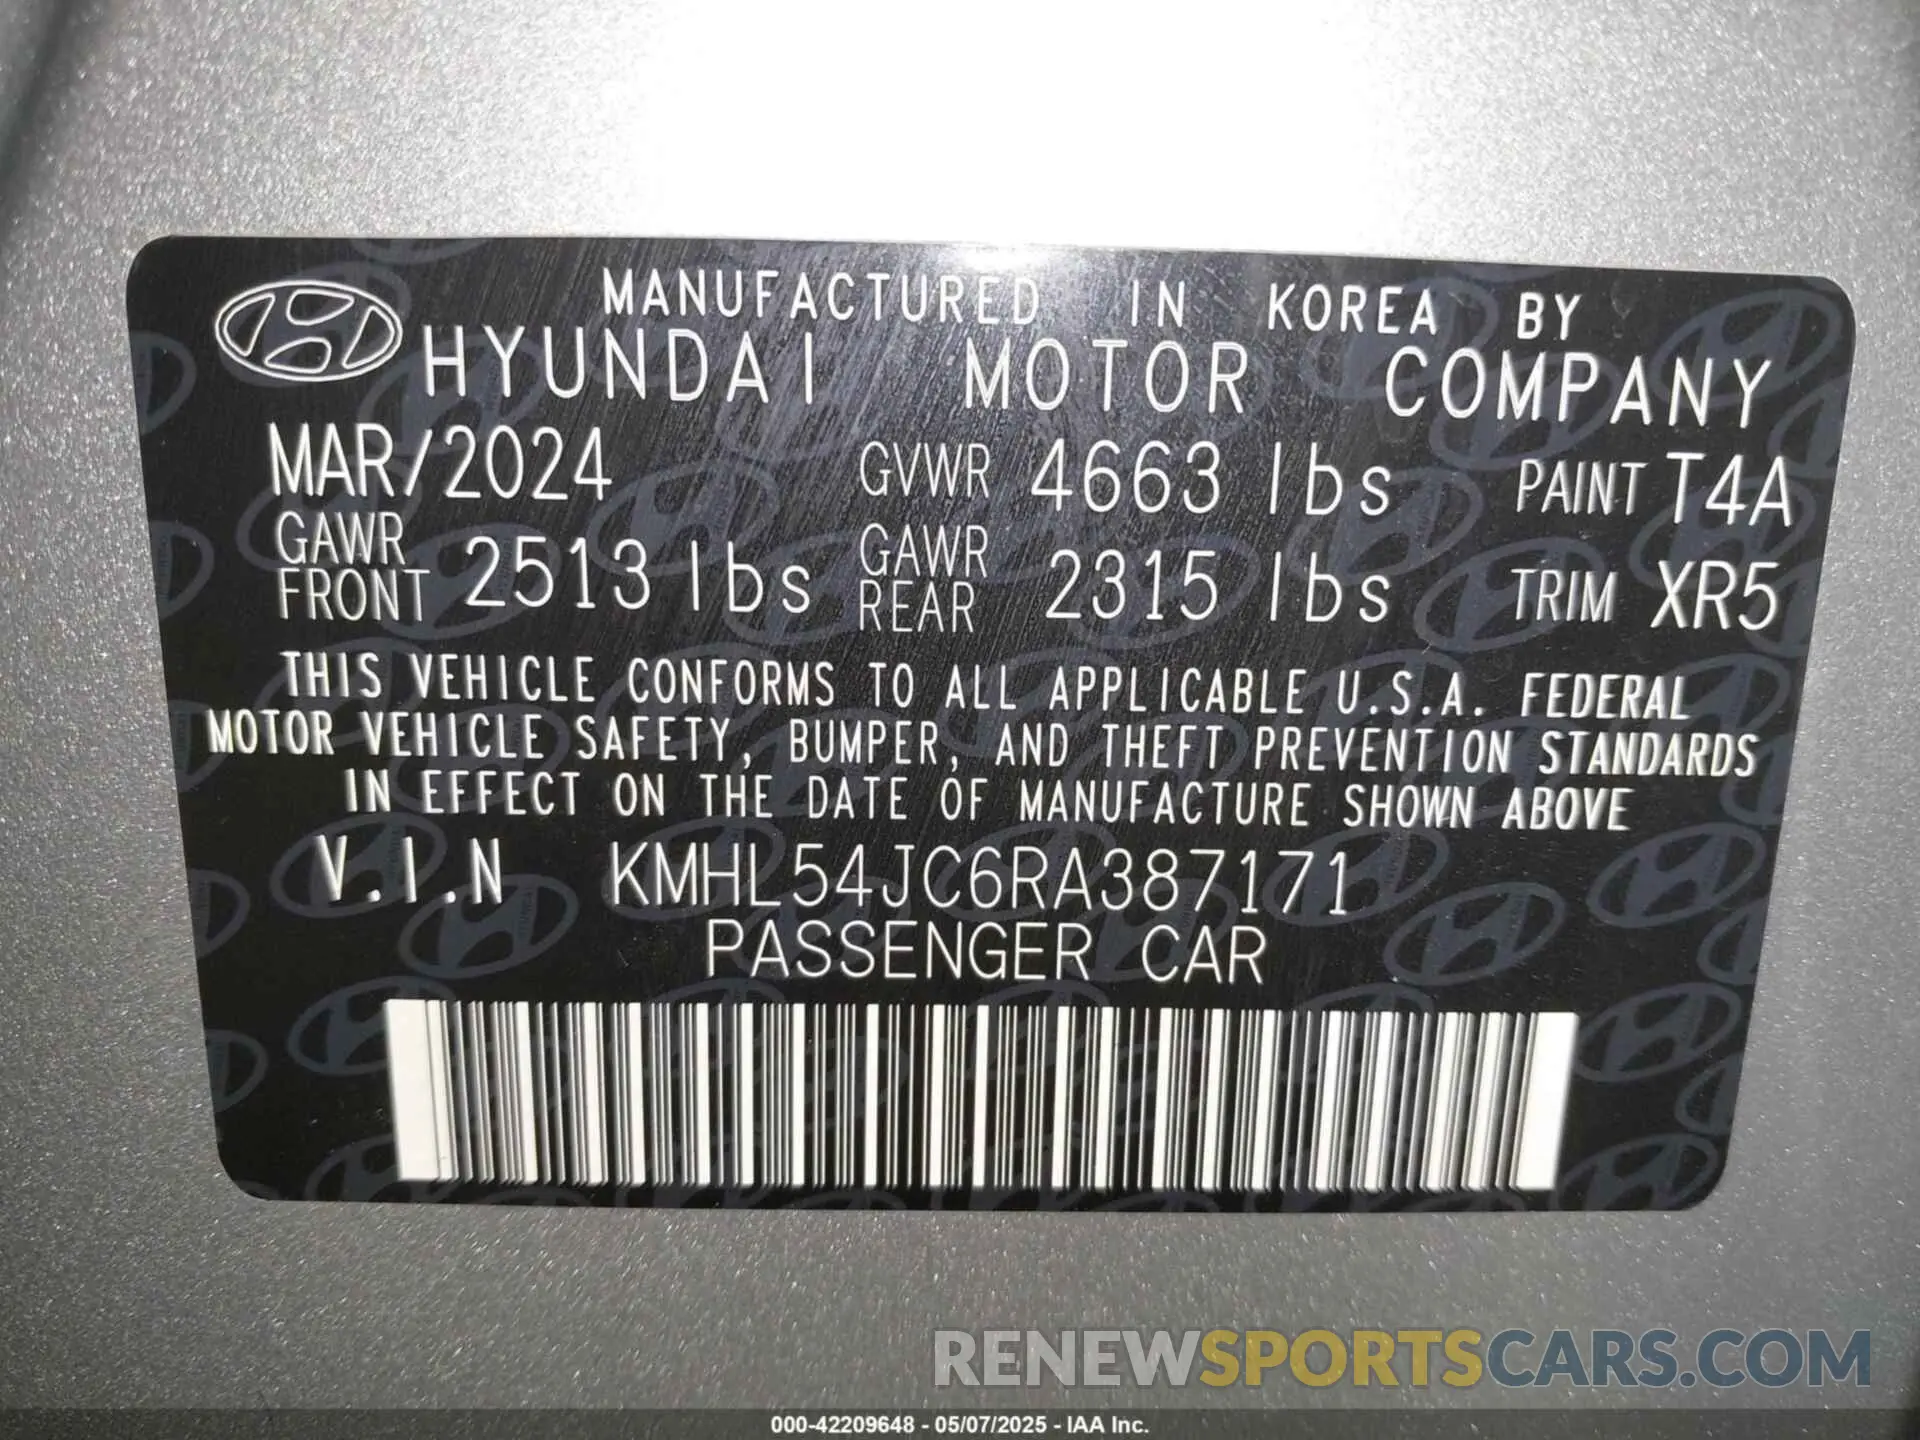 MANUFACTURED IN KOREA BY
HYUNDAI MOTOR COMPANY
MAR/2024 GVWR 4663 lbs PAINT T4A
GAWR FRONT 2513 lbs GAWR REAR 2315 lbs TRIM XR5
THIS VEHICLE CONFORMS TO ALL APPLICABLE U.S.A. FEDERAL
MOTOR VEHICLE SAFETY, BUMPER, AND THEFT PREVENTION STANDARDS
IN EFFECT ON THE DATE OF MANUFACTURE SHOWN ABOVE
V.I.N KMHL54JC6RA387171
PASSENGER CAR
RENEWSPORTSCARS.COM
000-42209648 - 05/07/2025 - IAA Inc.